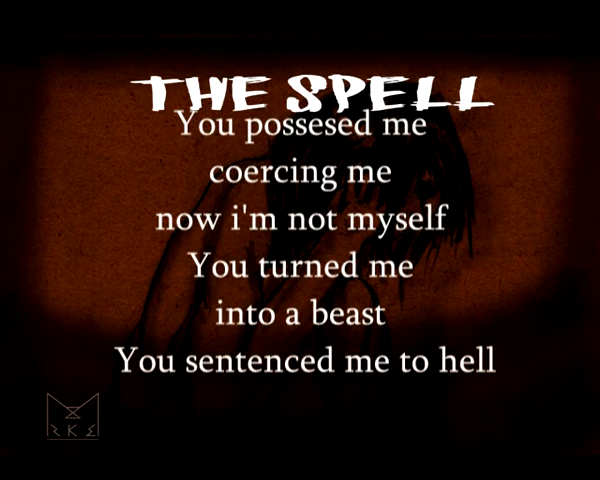 THE SPELL
You possesed me
coercing me
now i'm not myself
You turned me
into a beast
You sentenced me to hell